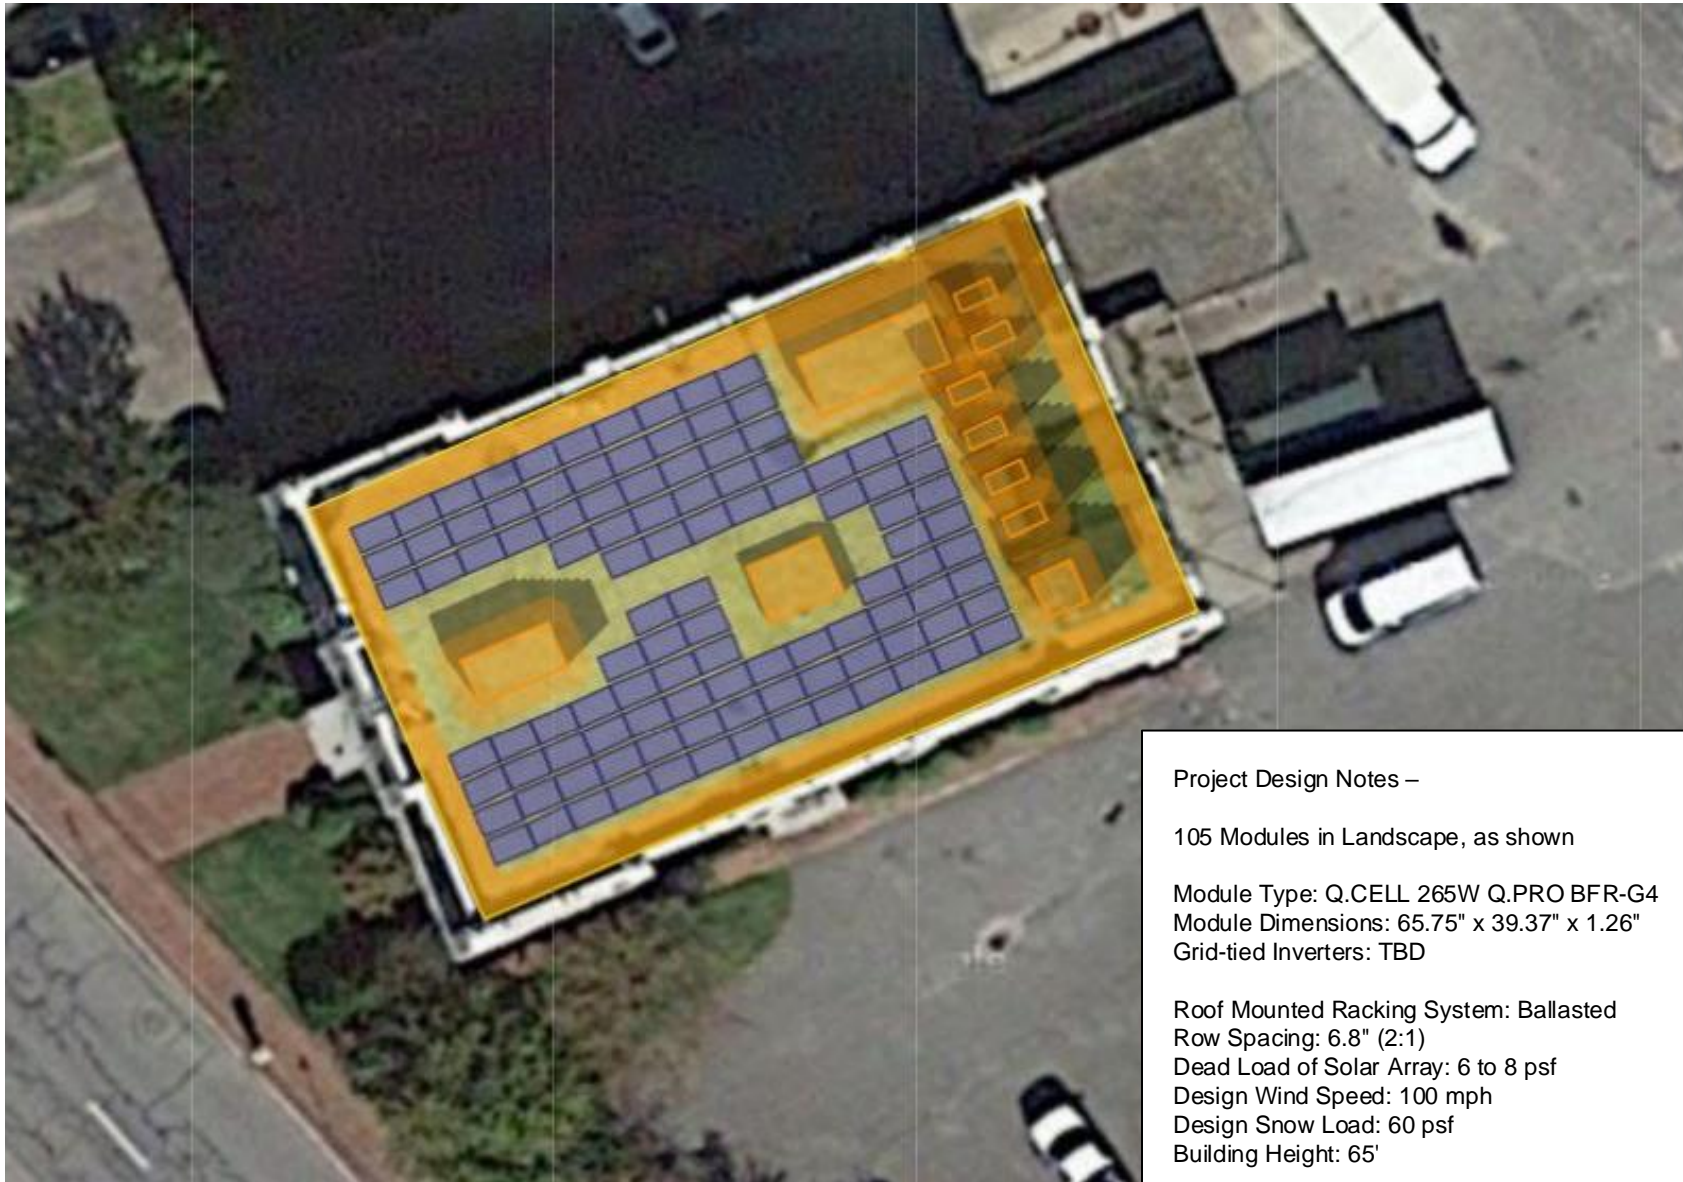 Project Design Notes –
105 Modules in Landscape, as shown
Module Type: Q.CELL 265W Q.PRO BFR-G4
Module Dimensions: 65.75" x 39.37" x 1.26"
Grid-tied Inverters: TBD
Roof Mounted Racking System: Ballasted
Row Spacing: 6.8" (2:1)
Dead Load of Solar Array: 6 to 8 psf
Design Wind Speed: 100 mph
Design Snow Load: 60 psf
Building Height: 65'